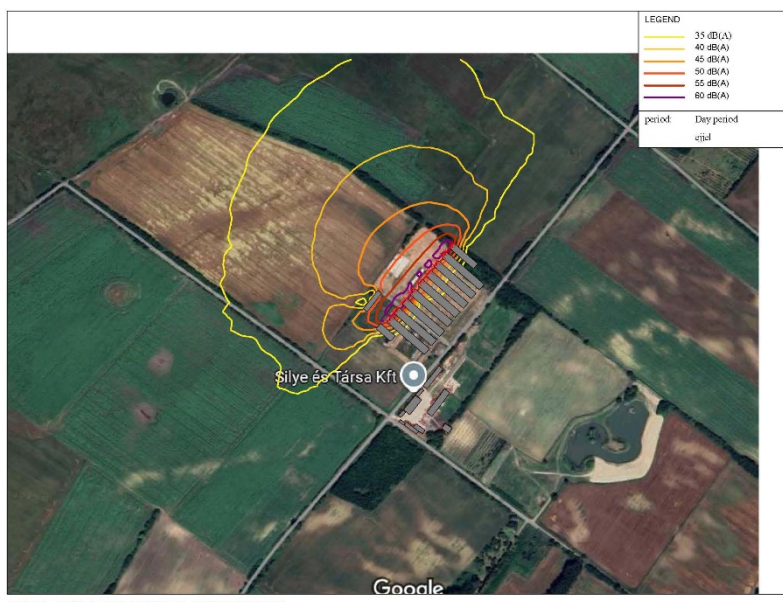 LEGEND
35 dB(A)
40 dB(A)
45 dB(A)
50 dB(A)
55 dB(A)
60 dB(A)
period: Day period
éjjel
Silye és Társa Kft
Google